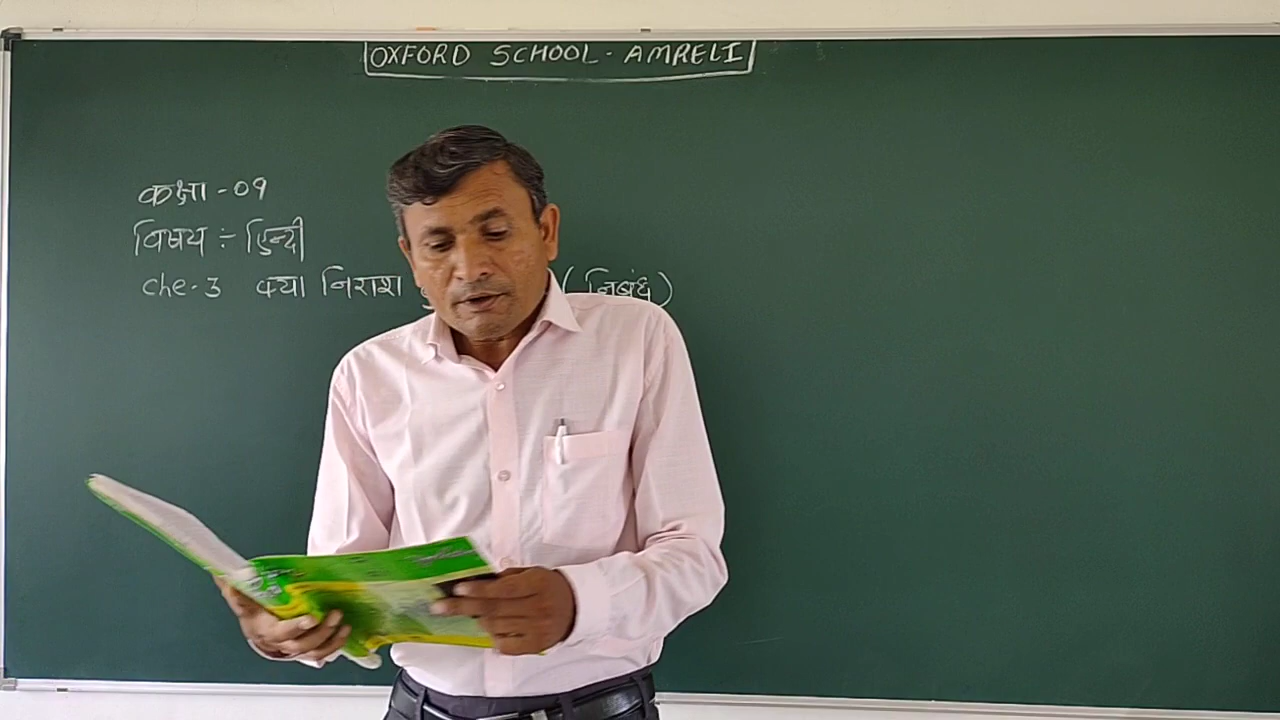 OXFORD SCHOOL - AMRELI
कक्षा - 09
विषय ÷ हिन्दी
che - 3 क्या निराश (निबंध)